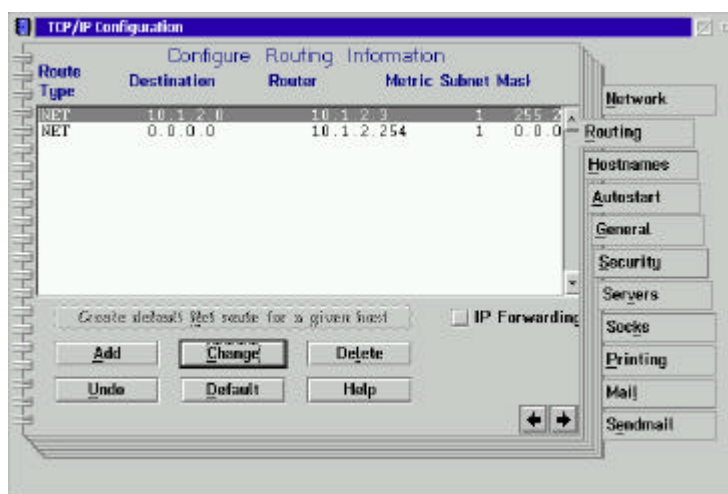 TCP/IP Configuration
Configure Routing Information
Route Type Destination Router Metric Subnet Mask
NET 10.1.2.0 10.1.2.3 1 255.2
NET 0.0.0.0 10.1.2.254 1 0.0.0
Create default Net route for a given host
IP Forwarding
Add Change Delete
Undo Default Help
Network
Routing
Hostnames
Autostart
General
Security
Servers
Socks
Printing
Mail
Sendmail